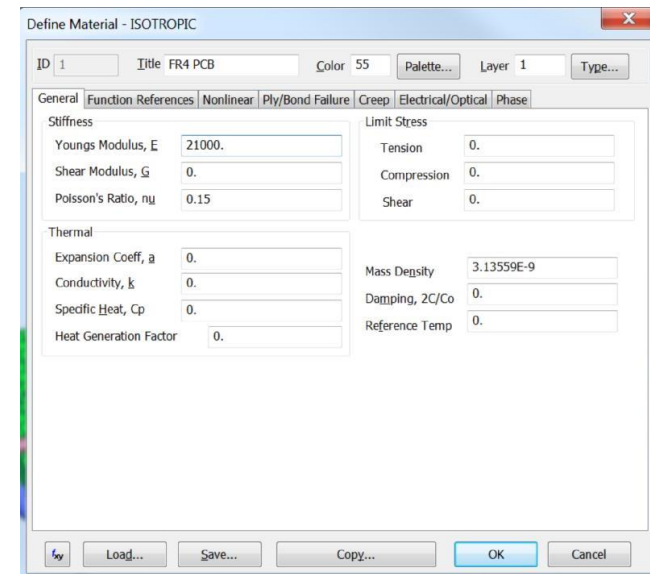 Define Material - ISOTROPIC
ID 1 Title FR4 PCB Color 55 Palette... Layer 1 Type...
General Function References Nonlinear Ply/Bond Failure Creep Electrical/Optical Phase
Stiffness Limit Stress
Youngs Modulus, E 21000. Tension 0.
Shear Modulus, G 0. Compression 0.
Poisson's Ratio, nu 0.15 Shear 0.
Thermal
Expansion Coeff, a 0. Mass Density 3.13559E-9
Conductivity, k 0. Damping, 2C/Co 0.
Specific Heat, Cp 0. Reference Temp 0.
Heat Generation Factor 0.
fxy Load... Save... Copy... OK Cancel